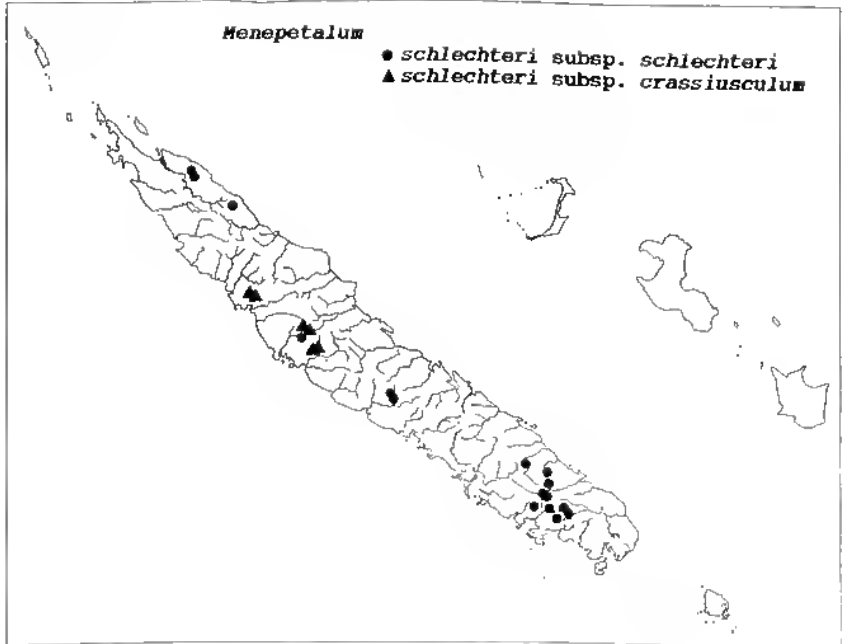 Menepetalum
● schlechteri subsp. schlechteri
▲ schlechteri subsp. crassiusculum